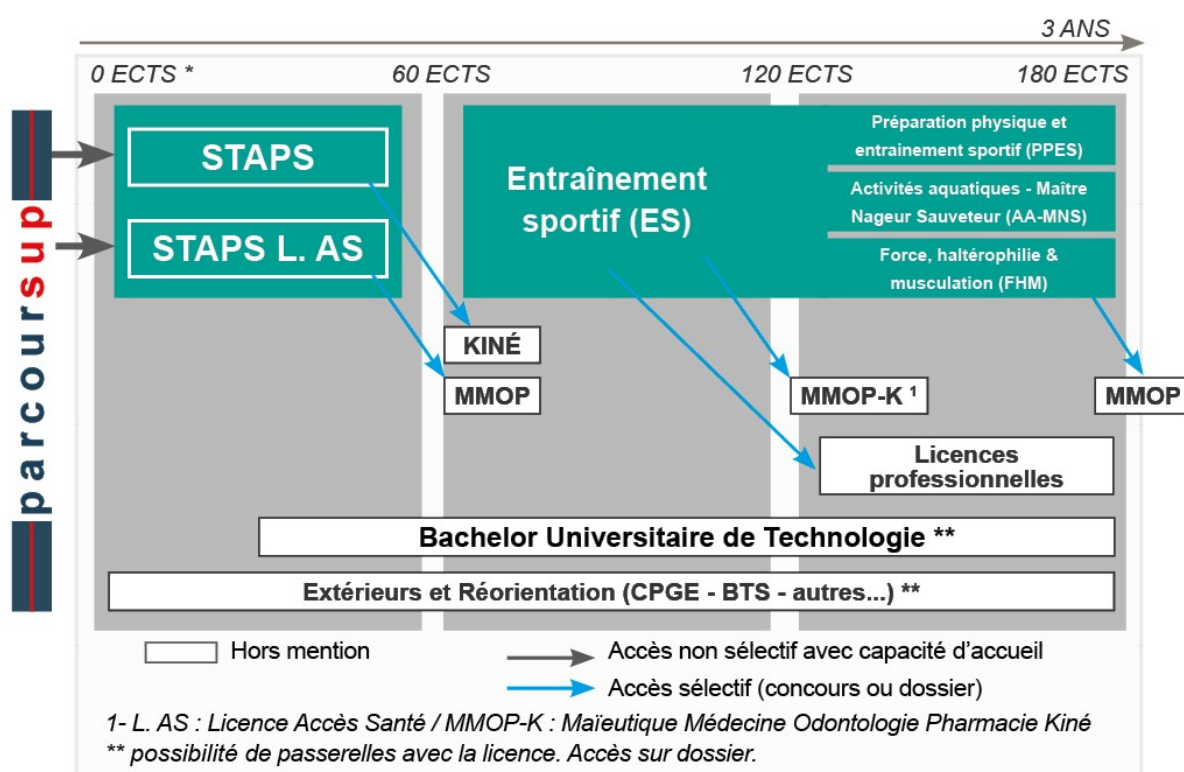 3 ANS
0 ECTS *
60 ECTS
120 ECTS
180 ECTS
parcoursup
STAPS
STAPS L. AS
Entraînement
sportif (ES)
Préparation physique et
entrainement sportif (PPES)
Activités aquatiques - Maître
Nageur Sauveteur (AA-MNS)
Force, haltérophilie &
musculation (FHM)
KINÉ
MMOP
MMOP-K ¹
MMOP
Licences
professionnelles
Bachelor Universitaire de Technologie **
Extérieurs et Réorientation (CPGE - BTS - autres...) **
Hors mention
Accès non sélectif avec capacité d'accueil
Accès sélectif (concours ou dossier)
1- L. AS : Licence Accès Santé / MMOP-K : Maïeutique Médecine Odontologie Pharmacie Kiné
** possibilité de passerelles avec la licence. Accès sur dossier.